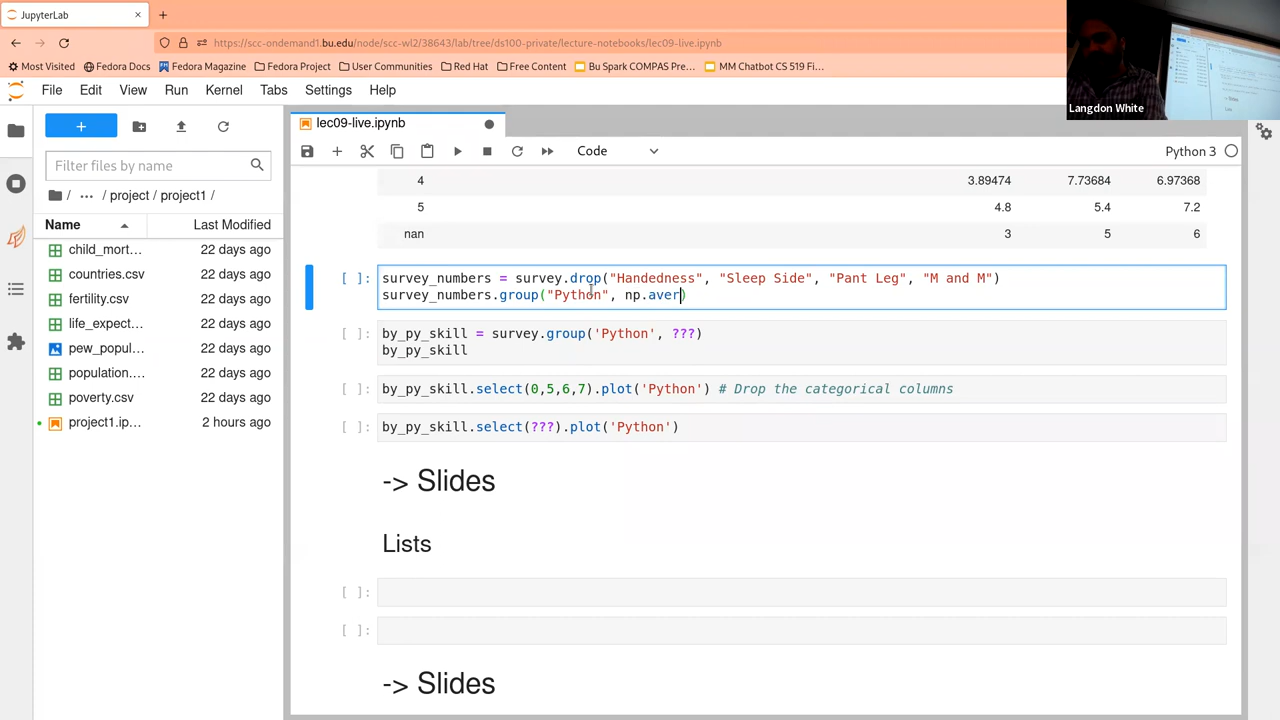 JupyterLab
https://scc-ondemand1.bu.edu/node/scc-wl2/38643/lab/tree/ds100-private/lecture-notebooks/lec09-live.ipynb
Most Visited Fedora Docs Fedora Magazine Fedora Project User Communities Red Hat Free Content Bu Spark COMPAS Pre… MM Chatbot CS 519 Fi…
Langdon White
File Edit View Run Kernel Tabs Settings Help
lec09-live.ipynb
Filter files by name
Code
Python 3
/ ... / project / project1 /
Name Last Modified
child_mort… 22 days ago
countries.csv 22 days ago
fertility.csv 22 days ago
life_expect… 22 days ago
pew_popul… 22 days ago
population.… 22 days ago
poverty.csv 22 days ago
project1.ip… 2 hours ago
4 3.89474 7.73684 6.97368
5 4.8 5.4 7.2
nan 3 5 6
[ ]: survey_numbers = survey.drop("Handedness", "Sleep Side", "Pant Leg", "M and M")
survey_numbers.group("Python", np.aver)
[ ]: by_py_skill = survey.group('Python', ???)
by_py_skill
[ ]: by_py_skill.select(0,5,6,7).plot('Python') # Drop the categorical columns
[ ]: by_py_skill.select(???).plot('Python')
-> Slides
Lists
[ ]:
[ ]:
-> Slides